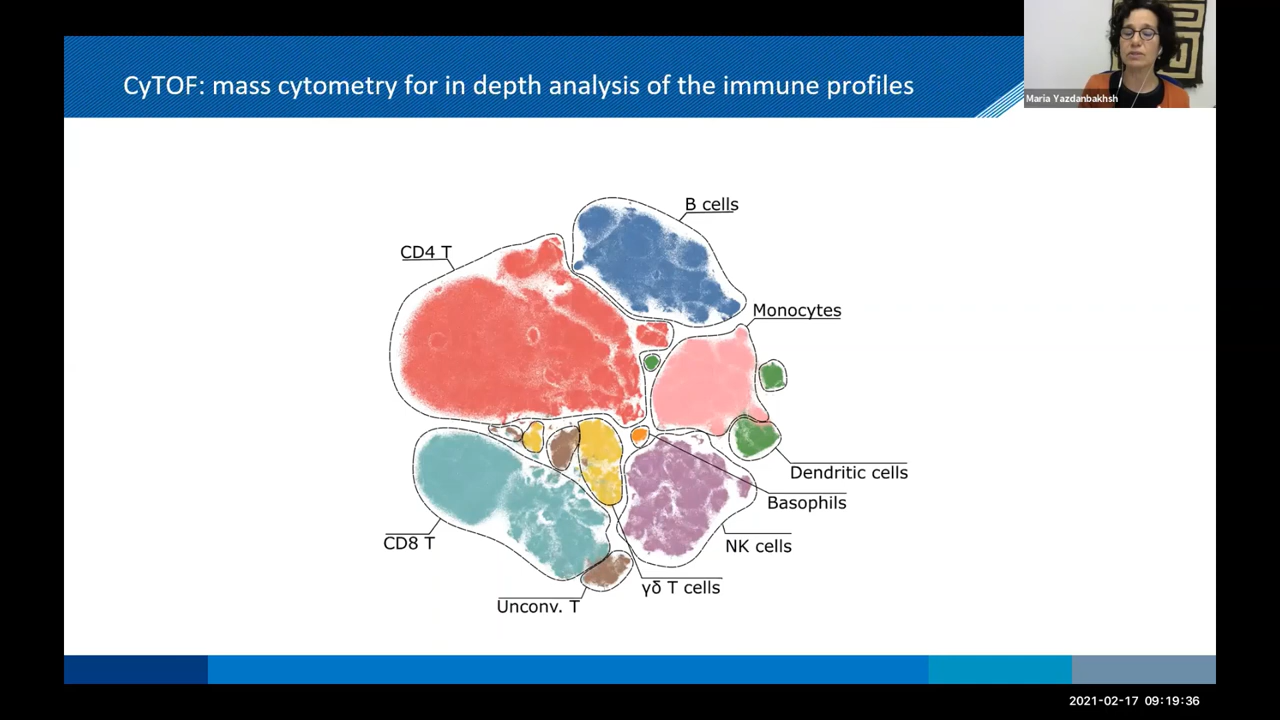 CyTOF: mass cytometry for in depth analysis of the immune profiles
Maria Yazdanbakhsh
B cells
CD4 T
Monocytes
Dendritic cells
Basophils
CD8 T
NK cells
γδ T cells
Unconv. T
2021-02-17 09:19:36